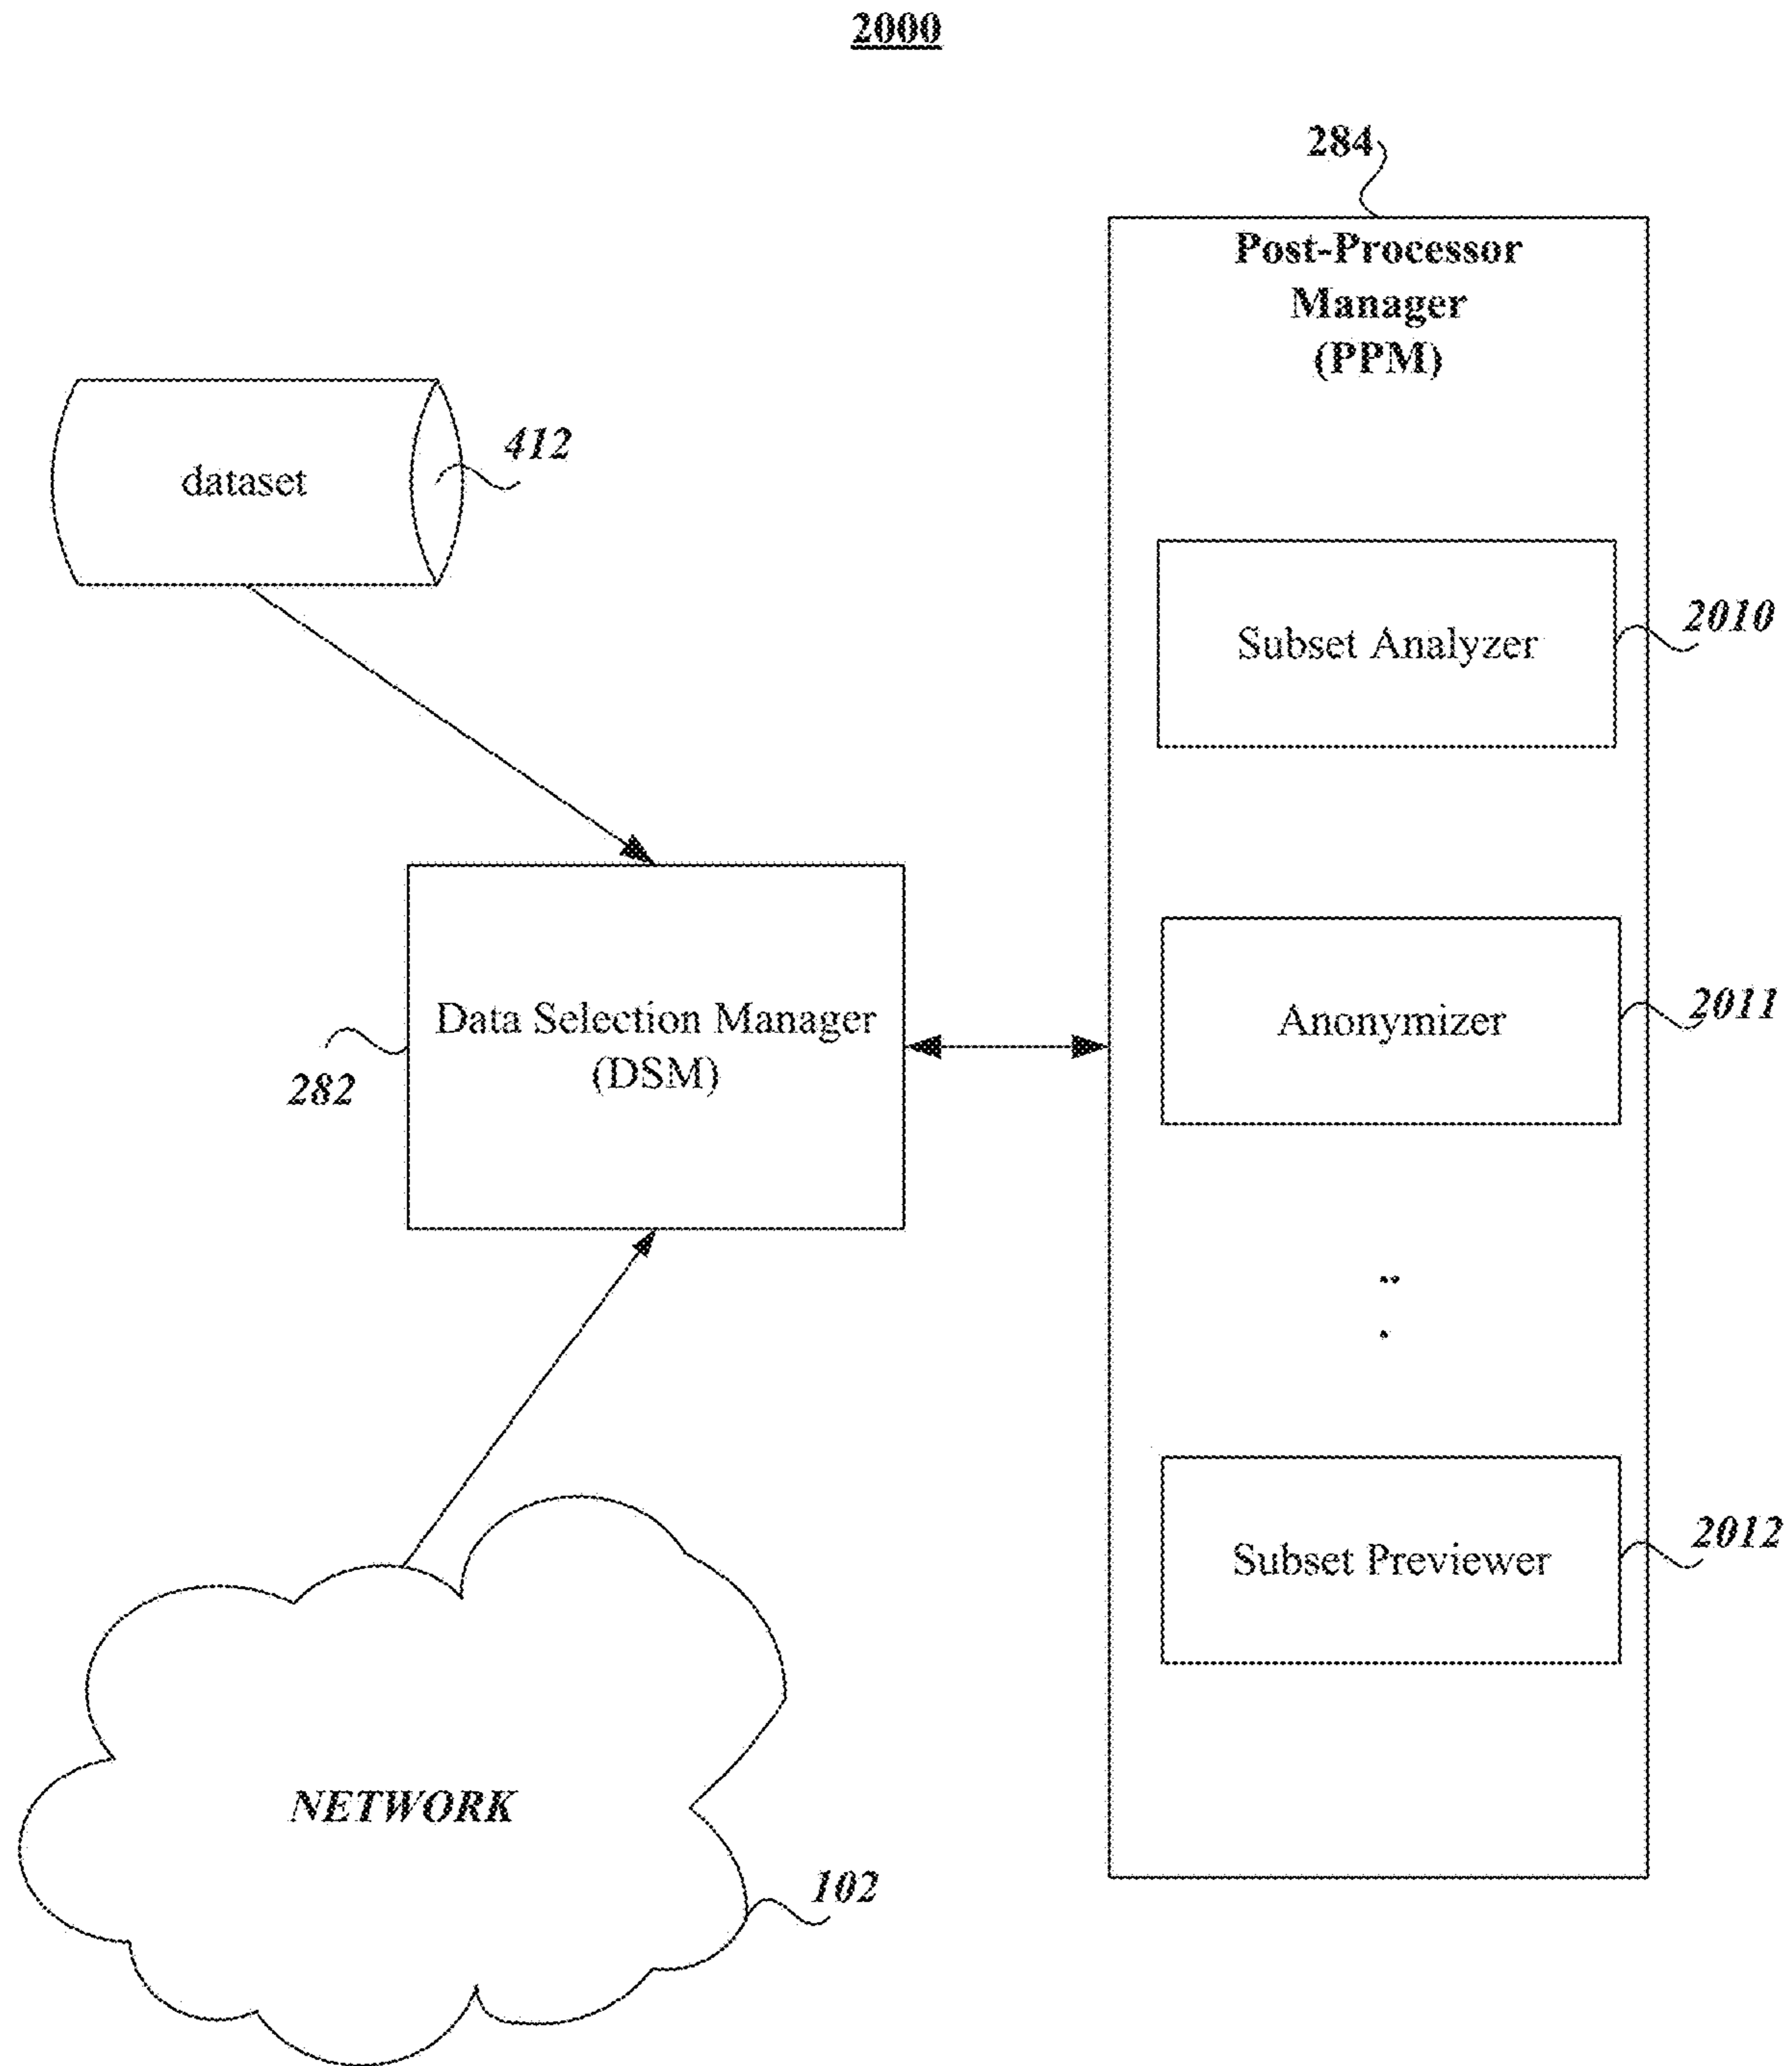 2000
284
Post-Processor
Manager
(PPM)
dataset
412
Subset Analyzer
2010
Data Selection Manager
(DSM)
282
Anonymizer
2011
Subset Previewer
2012
NETWORK
102